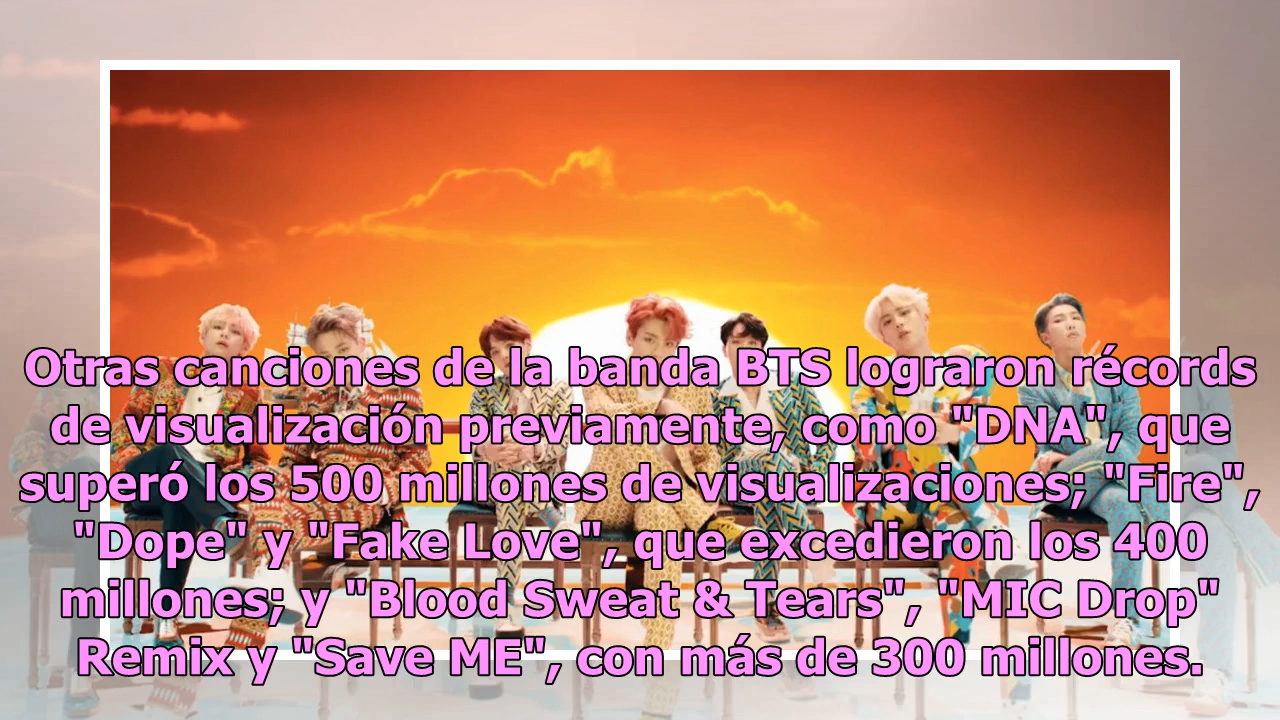 Otras canciones de la banda BTS lograron récords
de visualización previamente, como "DNA", que
superó los 500 millones de visualizaciones; "Fire",
"Dope" y "Fake Love", que excedieron los 400
millones; y "Blood Sweat & Tears", "MIC Drop"
Remix y "Save ME", con más de 300 millones.